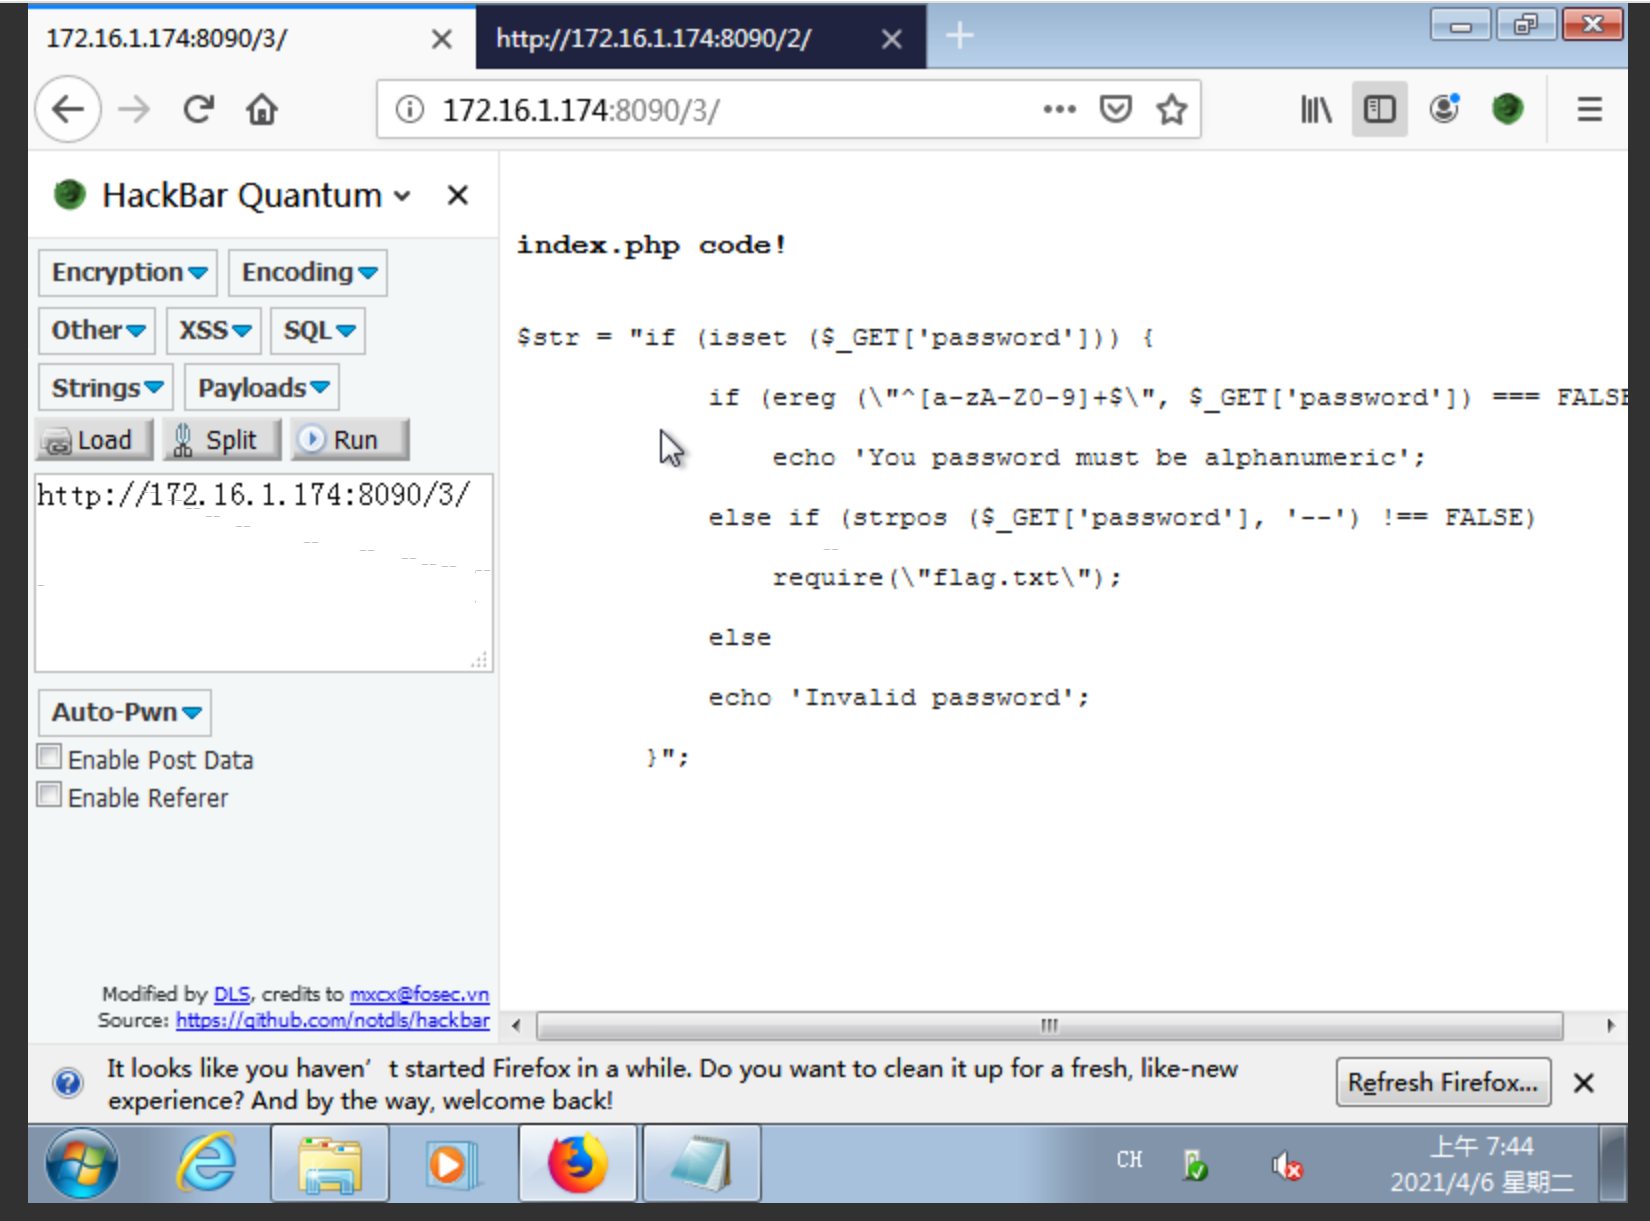 172.16.1.174:8090/3/
http://172.16.1.174:8090/2/
172.16.1.174:8090/3/
HackBar Quantum
Encryption
Encoding
Other
XSS
SQL
Strings
Payloads
Load
Split
Run
http://172.16.1.174:8090/3/
Auto-Pwn
Enable Post Data
Enable Referer
Modified by DLS, credits to mxcx@fosec.vn
Source: https://github.com/notdls/hackbar
index.php code!
$str = "if (isset ($_GET['password'])) {
if (ereg (\"^[a-zA-Z0-9]+$\", $_GET['password']) === FALSE
echo 'You password must be alphanumeric';
else if (strpos ($_GET['password'], '--') !== FALSE)
require(\"flag.txt\");
else
echo 'Invalid password';
}";
It looks like you haven't started Firefox in a while. Do you want to clean it up for a fresh, like-new
experience? And by the way, welcome back!
Refresh Firefox...
CH
上午 7:44
2021/4/6 星期二